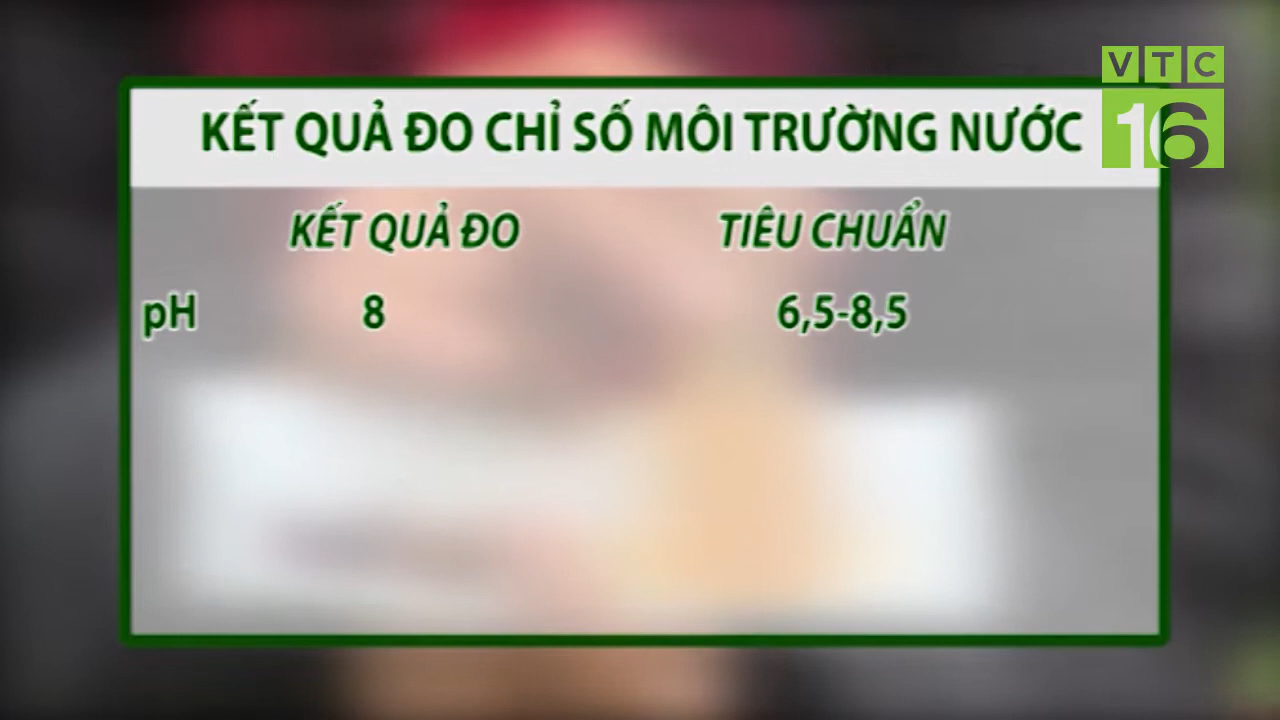 VTC
16
KẾT QUẢ ĐO CHỈ SỐ MÔI TRƯỜNG NƯỚC
KẾT QUẢ ĐO TIÊU CHUẨN
pH 8 6,5-8,5